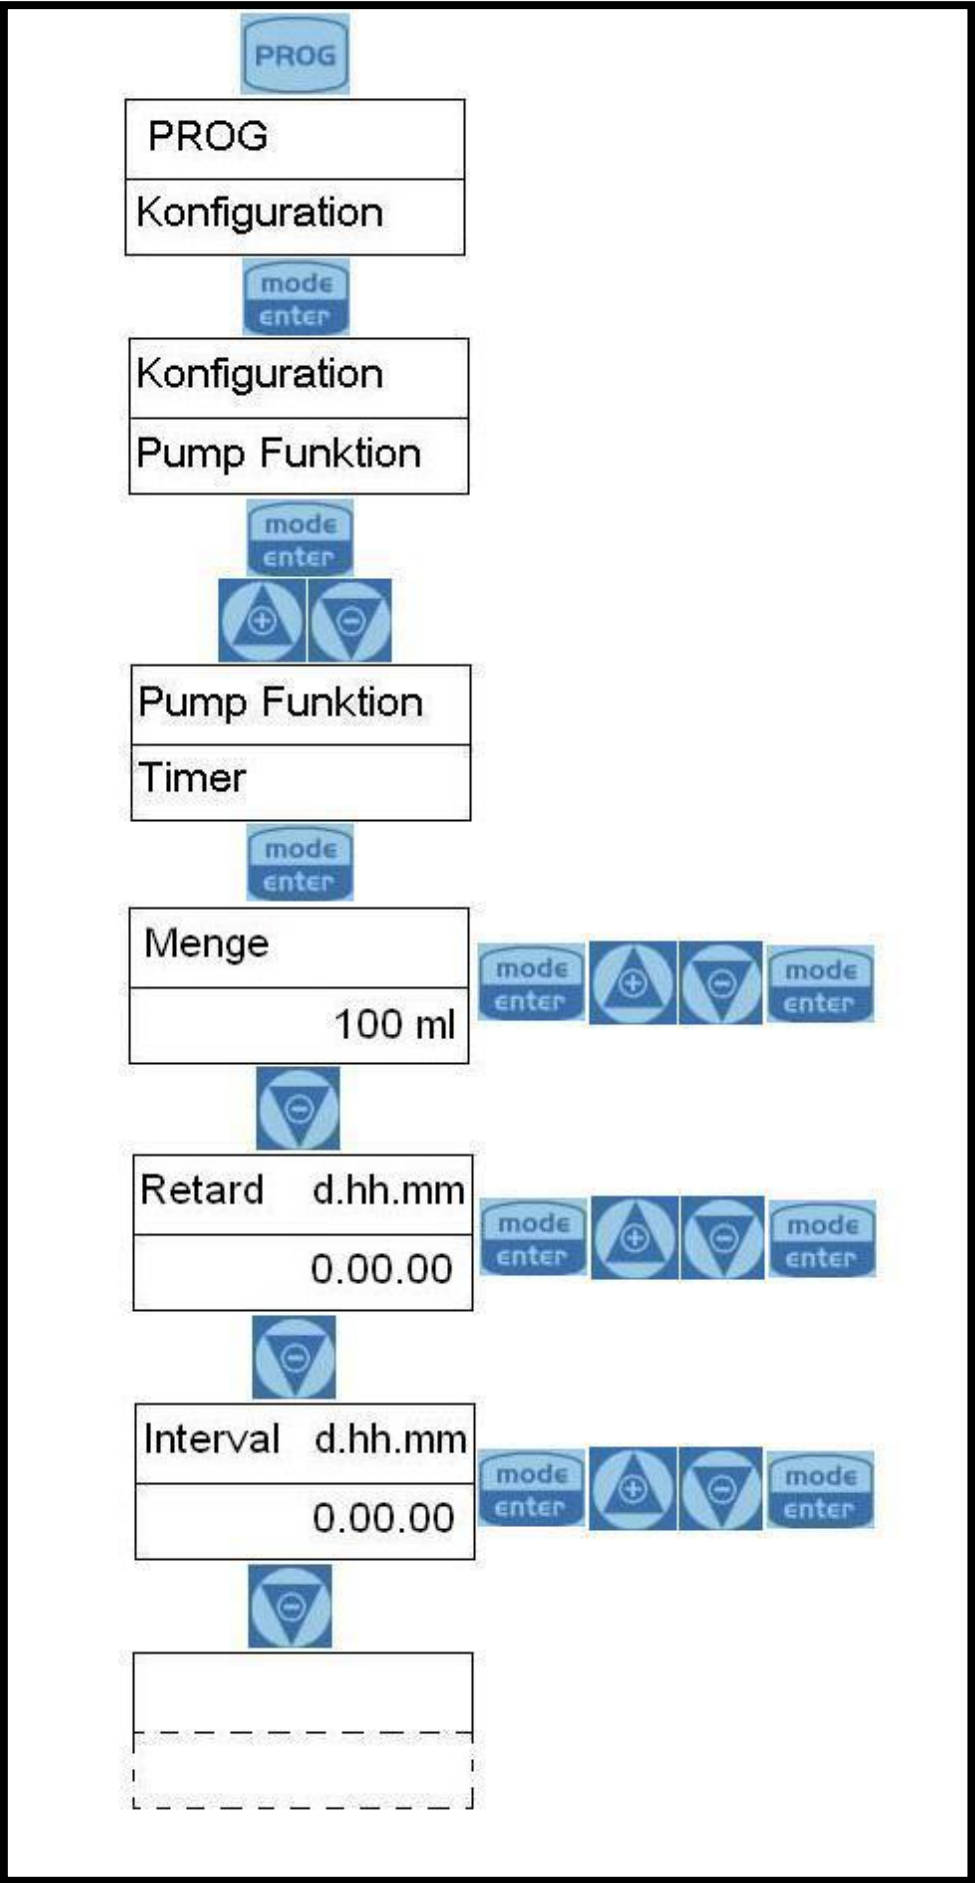 PROG
PROG
Konfiguration
mode
enter
Konfiguration
Pump Funktion
mode
enter
Pump Funktion
Timer
mode
enter
Menge
100 ml
mode
enter
mode
enter
Retard d.hh.mm
0.00.00
mode
enter
mode
enter
Interval d.hh.mm
0.00.00
mode
enter
mode
enter